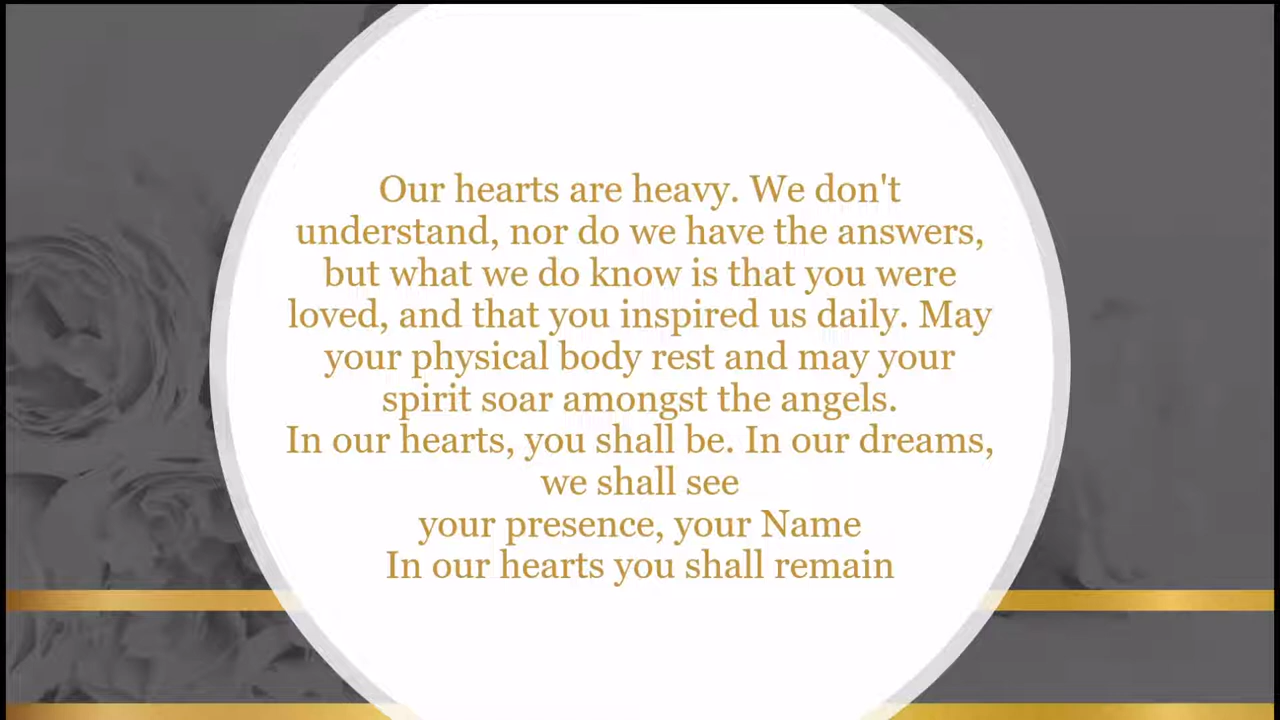 Our hearts are heavy. We don't
understand, nor do we have the answers,
but what we do know is that you were
loved, and that you inspired us daily. May
your physical body rest and may your
spirit soar amongst the angels.
In our hearts, you shall be. In our dreams,
we shall see
your presence, your Name
In our hearts you shall remain